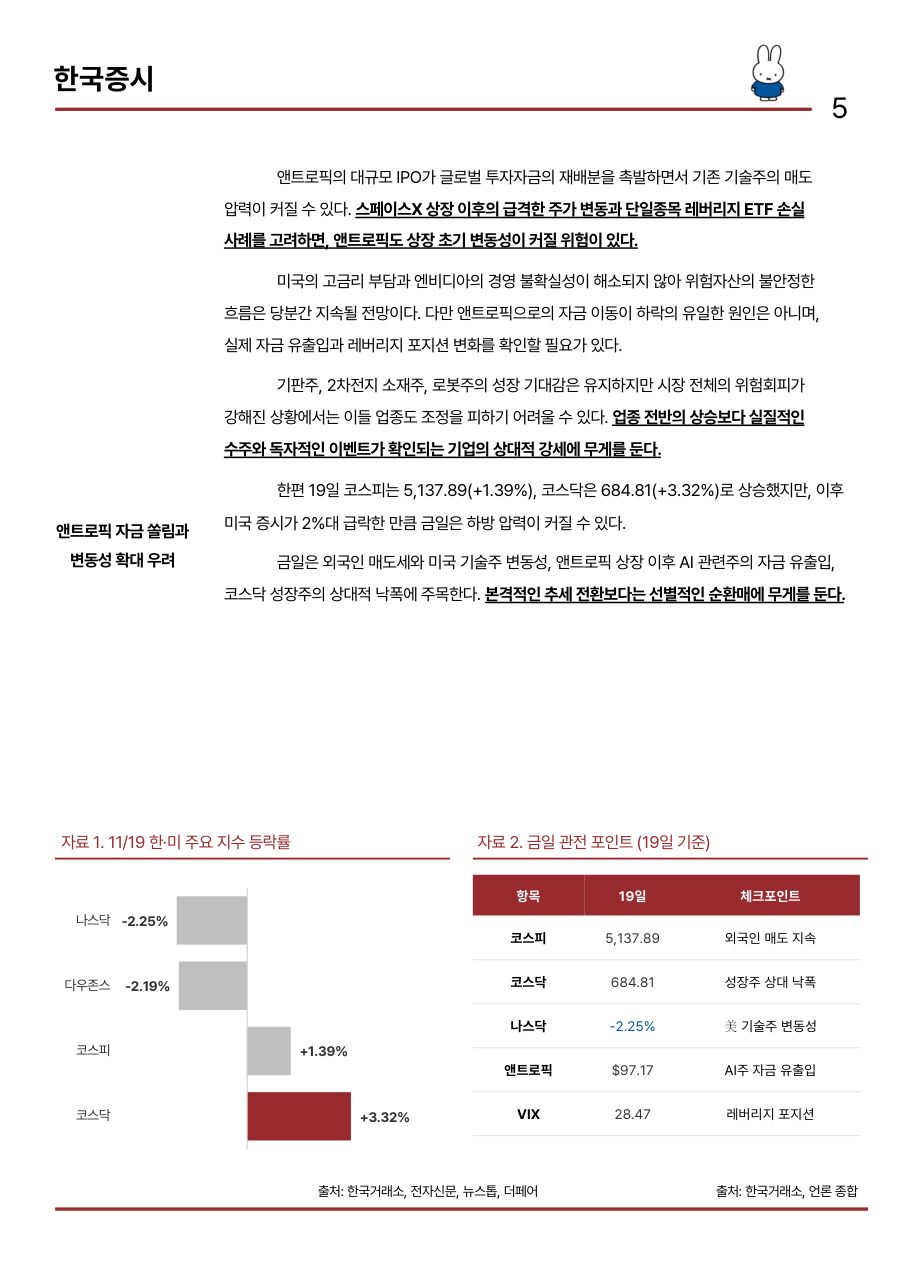 한국증시
5
앤트로픽의 대규모 IPO가 글로벌 투자자금의 재배분을 촉발하면서 기존 기술주의 매도
압력이 커질 수 있다. 스페이스X 상장 이후의 급격한 주가 변동과 단일종목 레버리지 ETF 손실
사례를 고려하면, 앤트로픽도 상장 초기 변동성이 커질 위험이 있다.
미국의 고금리 부담과 엔비디아의 경영 불확실성이 해소되지 않아 위험자산의 불안정한
흐름은 당분간 지속될 전망이다. 다만 앤트로픽으로의 자금 이동이 하락의 유일한 원인은 아니며,
실제 자금 유출입과 레버리지 포지션 변화를 확인할 필요가 있다.
기판주, 2차전지 소재주, 로봇주의 성장 기대감은 유지하지만 시장 전체의 위험회피가
강해진 상황에서는 이들 업종도 조정을 피하기 어려울 수 있다. 업종 전반의 상승보다 실질적인
수주와 독자적인 이벤트가 확인되는 기업의 상대적 강세에 무게를 둔다.
한편 19일 코스피는 5,137.89(+1.39%), 코스닥은 684.81(+3.32%)로 상승했지만, 이후
미국 증시가 2%대 급락한 만큼 금일은 하방 압력이 커질 수 있다.
앤트로픽 자금 쏠림과
변동성 확대 우려
금일은 외국인 매도세와 미국 기술주 변동성, 앤트로픽 상장 이후 AI 관련주의 자금 유출입,
코스닥 성장주의 상대적 낙폭에 주목한다. 본격적인 추세 전환보다는 선별적인 순환매에 무게를 둔다.
자료 1. 11/19 한·미 주요 지수 등락률
나스닥 -2.25%
다우존스 -2.19%
코스피 +1.39%
코스닥 +3.32%
출처: 한국거래소, 전자신문, 뉴스톱, 더페어
자료 2. 금일 관전 포인트 (19일 기준)
항목 19일 체크포인트
코스피 5,137.89 외국인 매도 지속
코스닥 684.81 성장주 상대 낙폭
나스닥 -2.25% 美 기술주 변동성
앤트로픽 $97.17 AI주 자금 유출입
VIX 28.47 레버리지 포지션
출처: 한국거래소, 언론 종합